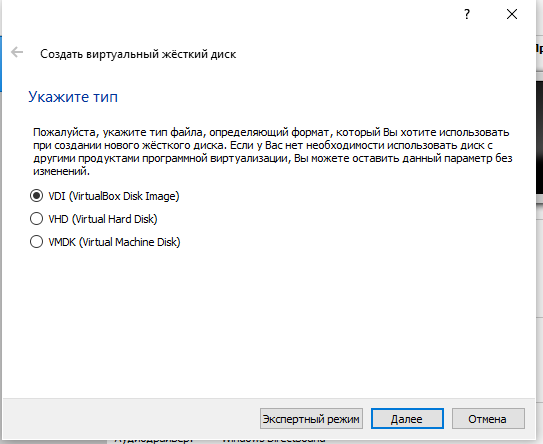 ?
Создать виртуальный жёсткий диск
Укажите тип
Пожалуйста, укажите тип файла, определяющий формат, который Вы хотите использовать
при создании нового жёсткого диска. Если у Вас нет необходимости использовать диск с
другими продуктами программной виртуализации, Вы можете оставить данный параметр без
изменений.
VDI (VirtualBox Disk Image)
VHD (Virtual Hard Disk)
VMDK (Virtual Machine Disk)
Экспертный режим Далее Отмена